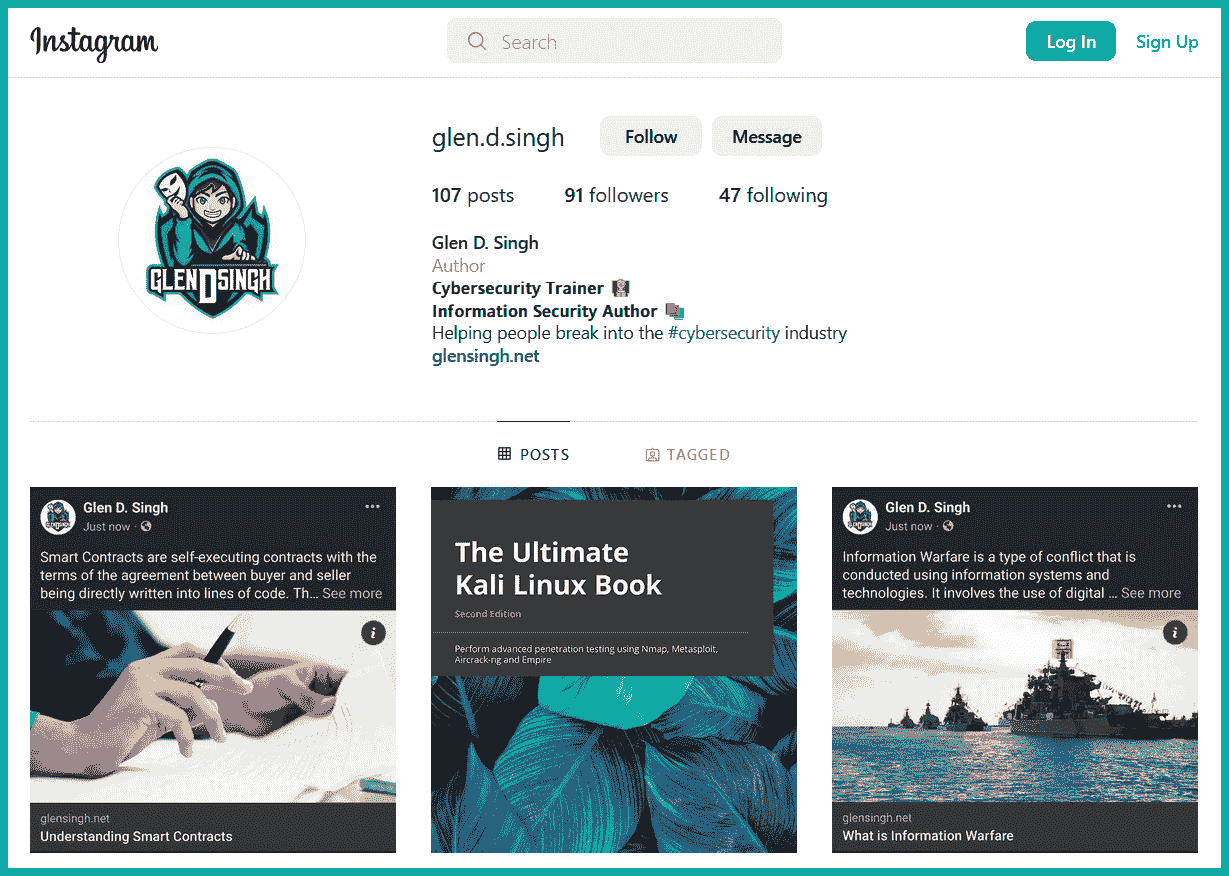 Instagram
Search
Log In
Sign Up
glen.d.singh
Follow
Message
107 posts
91 followers
47 following
GLENDSINGH
Glen D. Singh
Author
Cybersecurity Trainer
Information Security Author
Helping people break into the #cybersecurity industry
glensingh.net
POSTS
TAGGED
Glen D. Singh
Just now ·
Smart Contracts are self-executing contracts with the
terms of the agreement between buyer and seller
being directly written into lines of code. Th... See more
glensingh.net
Understanding Smart Contracts
The Ultimate
Kali Linux Book
Second Edition
Perform advanced penetration testing using Nmap, Metasploit,
Aircrack-ng and Empire
Glen D. Singh
Just now ·
Information Warfare is a type of conflict that is
conducted using information systems and
technologies. It involves the use of digital ... See more
glensingh.net
What is Information Warfare